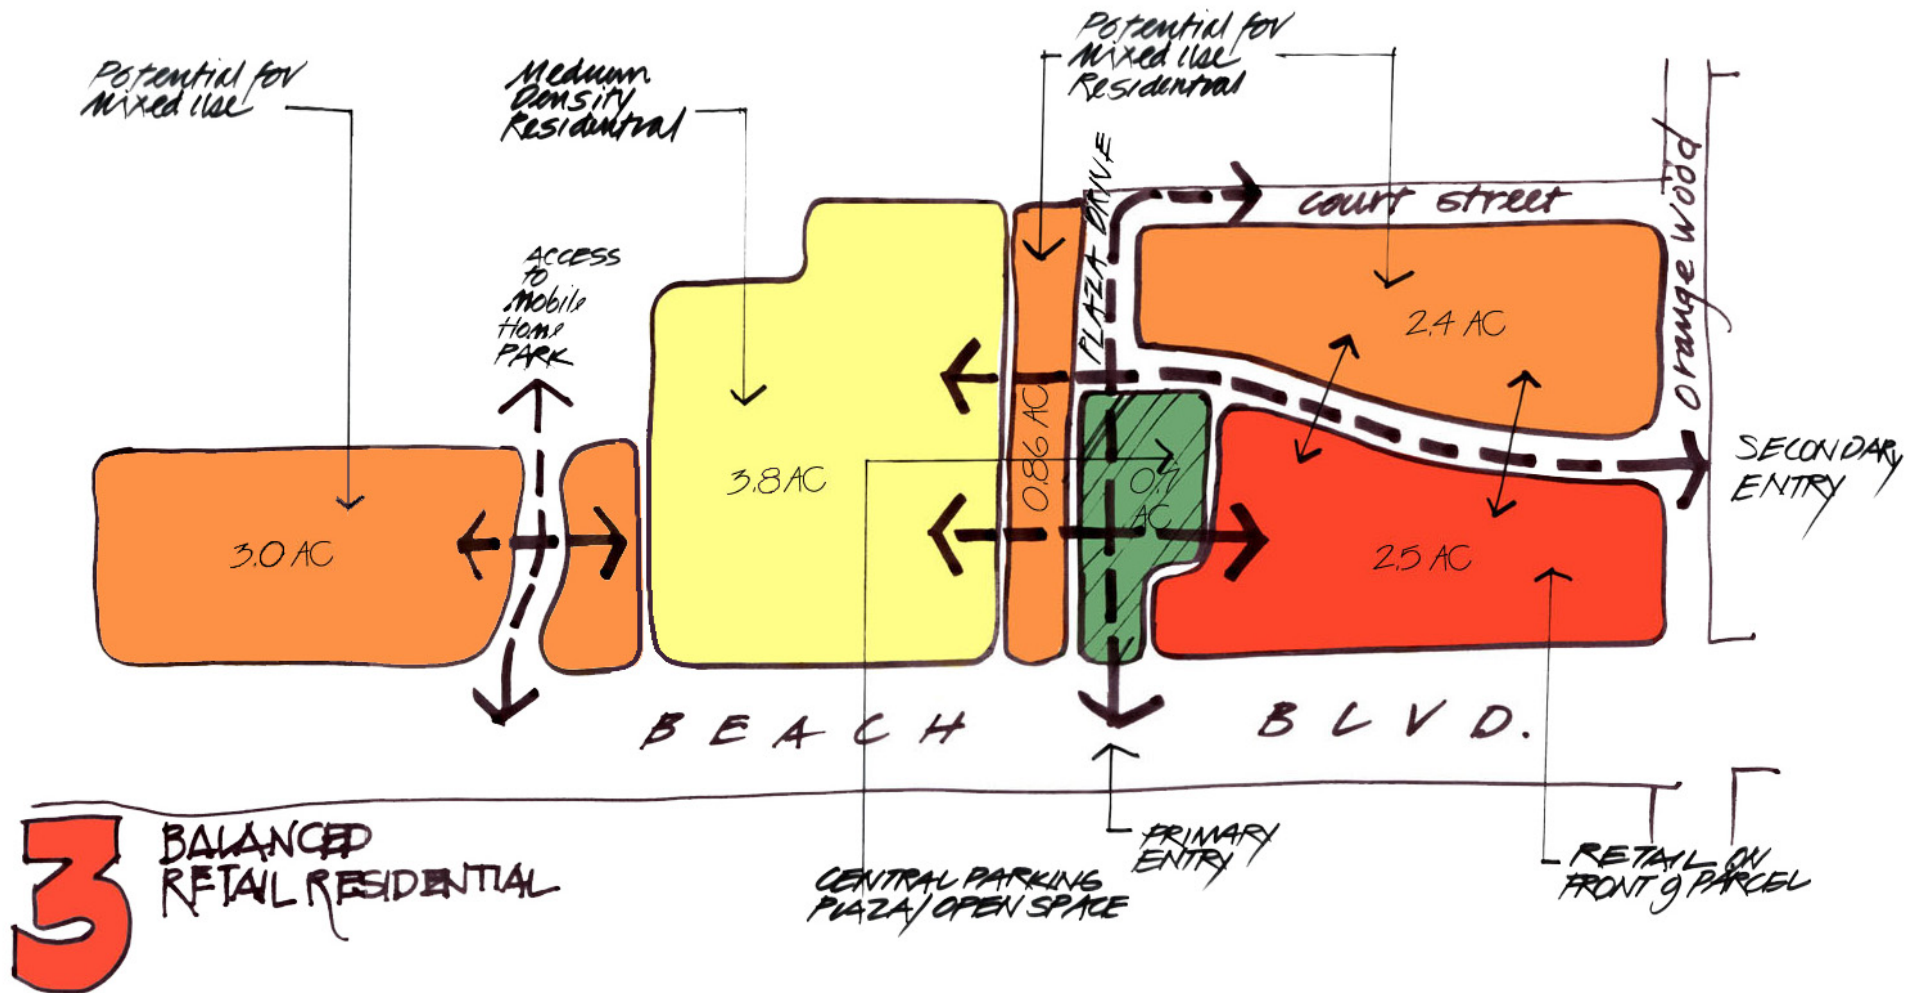 Potential for
Mixed Use
Medium
Density
Residential
Potential for
Mixed Use
Residential
ACCESS
to
Mobile
Home
PARK
PLAZA DRIVE
court street
orange wood
2.4 AC
3.8 AC
0.86 AC
0.7
AC
3.0 AC
2.5 AC
SECONDARY
ENTRY
BEACH BLVD.
3
BALANCED
RETAIL RESIDENTIAL
CENTRAL PARKING
PLAZA/OPEN SPACE
PRIMARY
ENTRY
RETAIL ON
FRONT PARCEL